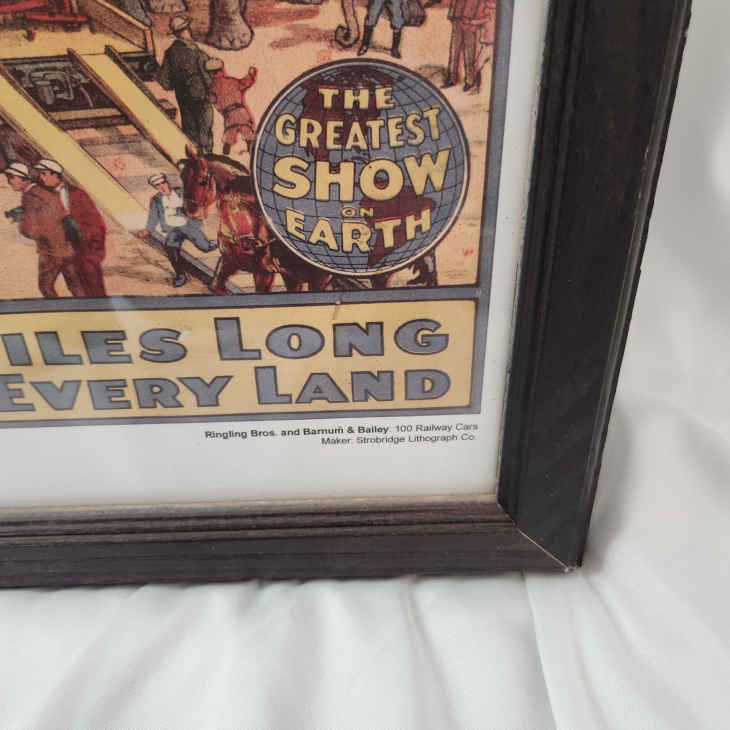 THE
GREATEST
SHOW
ON
EARTH
ILES LONG
EVERY LAND
Ringling Bros. and Barnum & Bailey: 100 Railway Cars
Maker: Strobridge Lithograph Co.